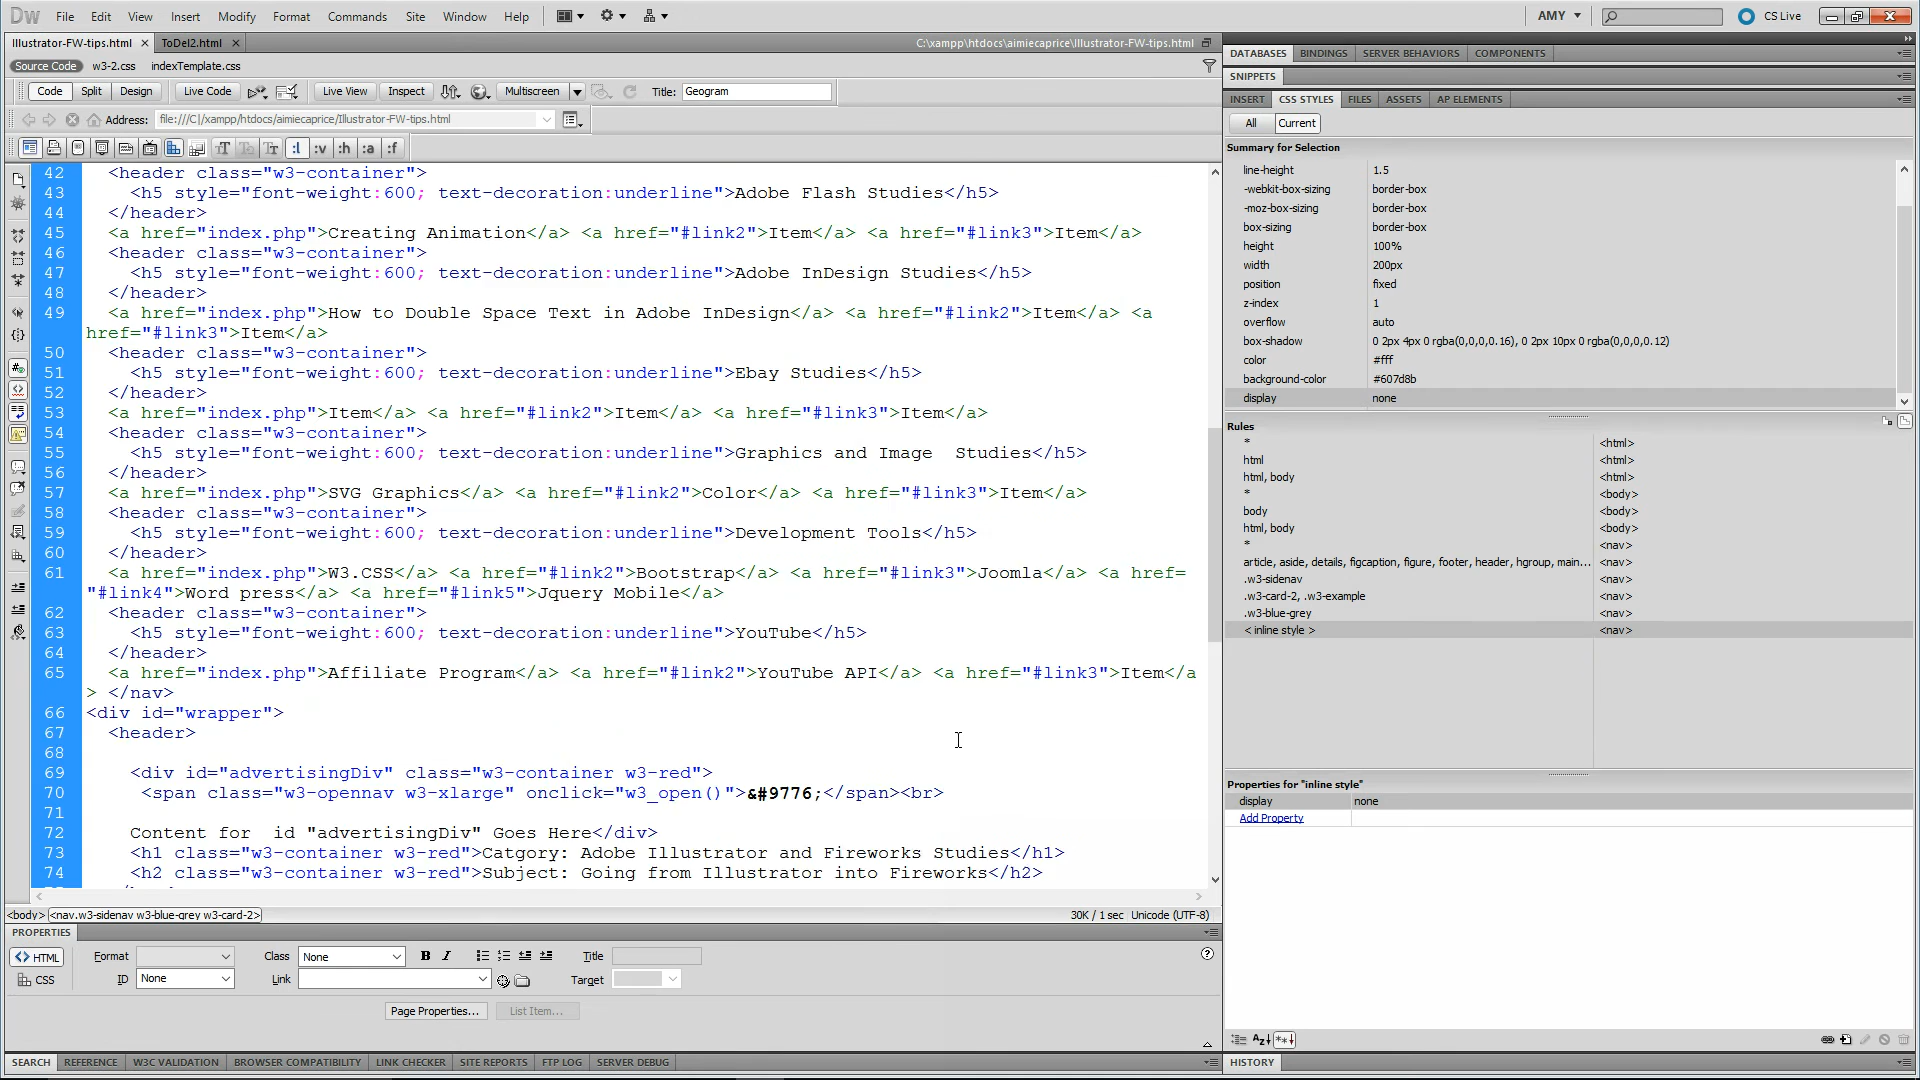 Dw File Edit View Insert Modify Format Commands Site Window Help AMY CS Live
Illustrator-FW-tips.html ToDel2.html C:\xampp\htdocs\aimiecaprice\Illustrator-FW-tips.html
Source Code w3-2.css indexTemplate.css
Code Split Design Live Code Live View Inspect Multiscreen Title: Geogram
Address: file:///C|/xampp/htdocs/aimiecaprice/Illustrator-FW-tips.html
:l :v :h :a :f
42 <header class="w3-container">
43 <h5 style="font-weight:600; text-decoration:underline">Adobe Flash Studies</h5>
44 </header>
45 <a href="index.php">Creating Animation</a> <a href="#link2">Item</a> <a href="#link3">Item</a>
46 <header class="w3-container">
47 <h5 style="font-weight:600; text-decoration:underline">Adobe InDesign Studies</h5>
48 </header>
49 <a href="index.php">How to Double Space Text in Adobe InDesign</a> <a href="#link2">Item</a> <a
href="#link3">Item</a>
50 <header class="w3-container">
51 <h5 style="font-weight:600; text-decoration:underline">Ebay Studies</h5>
52 </header>
53 <a href="index.php">Item</a> <a href="#link2">Item</a> <a href="#link3">Item</a>
54 <header class="w3-container">
55 <h5 style="font-weight:600; text-decoration:underline">Graphics and Image  Studies</h5>
56 </header>
57 <a href="index.php">SVG Graphics</a> <a href="#link2">Color</a> <a href="#link3">Item</a>
58 <header class="w3-container">
59 <h5 style="font-weight:600; text-decoration:underline">Development Tools</h5>
60 </header>
61 <a href="index.php">W3.CSS</a> <a href="#link2">Bootstrap</a> <a href="#link3">Joomla</a> <a href=
"#link4">Word press</a> <a href="#link5">Jquery Mobile</a>
62 <header class="w3-container">
63 <h5 style="font-weight:600; text-decoration:underline">YouTube</h5>
64 </header>
65 <a href="index.php">Affiliate Program</a> <a href="#link2">YouTube API</a> <a href="#link3">Item</a
> </nav>
66 <div id="wrapper">
67 <header>
68
69 <div id="advertisingDiv" class="w3-container w3-red">
70 <span class="w3-opennav w3-xlarge" onclick="w3_open()">&#9776;</span><br>
71
72 Content for  id "advertisingDiv" Goes Here</div>
73 <h1 class="w3-container w3-red">Catgory: Adobe Illustrator and Fireworks Studies</h1>
74 <h2 class="w3-container w3-red">Subject: Going from Illustrator into Fireworks</h2>
<body> <nav.w3-sidenav w3-blue-grey w3-card-2> 30K / 1 sec Unicode (UTF-8)
PROPERTIES
<> HTML Format Class None B I Title
CSS ID None Link Target
Page Properties... List Item...
SEARCH REFERENCE W3C VALIDATION BROWSER COMPATIBILITY LINK CHECKER SITE REPORTS FTP LOG SERVER DEBUG
DATABASES BINDINGS SERVER BEHAVIORS COMPONENTS
SNIPPETS
INSERT CSS STYLES FILES ASSETS AP ELEMENTS
All Current
Summary for Selection
line-height 1.5
-webkit-box-sizing border-box
-moz-box-sizing border-box
box-sizing border-box
height 100%
width 200px
position fixed
z-index 1
overflow auto
box-shadow 0 2px 4px 0 rgba(0,0,0,0.16), 0 2px 10px 0 rgba(0,0,0,0.12)
color #fff
background-color #607d8b
display none
Rules
* <html>
html <html>
html, body <html>
* <body>
body <body>
html, body <body>
* <nav>
article, aside, details, figcaption, figure, footer, header, hgroup, main... <nav>
.w3-sidenav <nav>
.w3-card-2, .w3-example <nav>
.w3-blue-grey <nav>
< inline style > <nav>
Properties for "inline style"
display none
Add Property
HISTORY